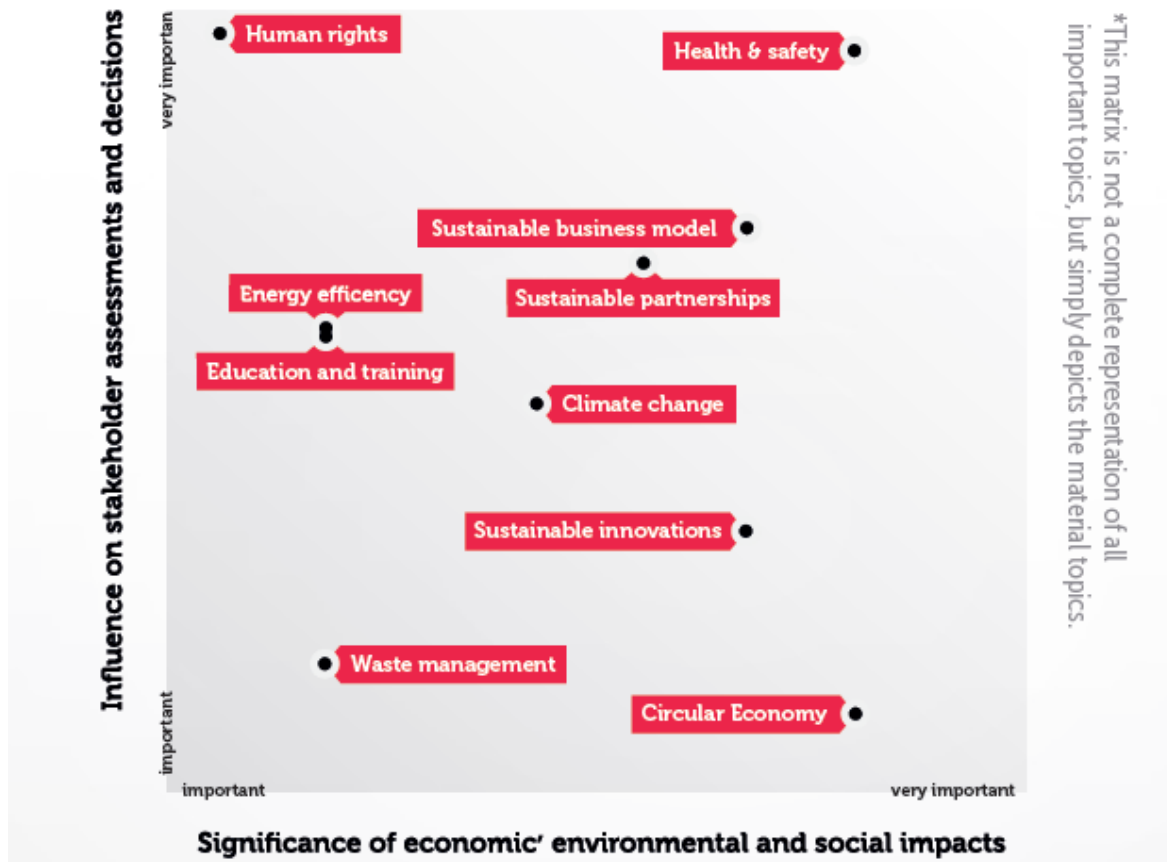 Influence on stakeholder assessments and decisions
very importan
important
Human rights
Health & safety
Sustainable business model
Sustainable partnerships
Energy efficency
Education and training
Climate change
Sustainable innovations
Waste management
Circular Economy
important
very important
Significance of economic’ environmental and social impacts
*This matrix is not a complete representation of all
important topics, but simply depicts the material topics.